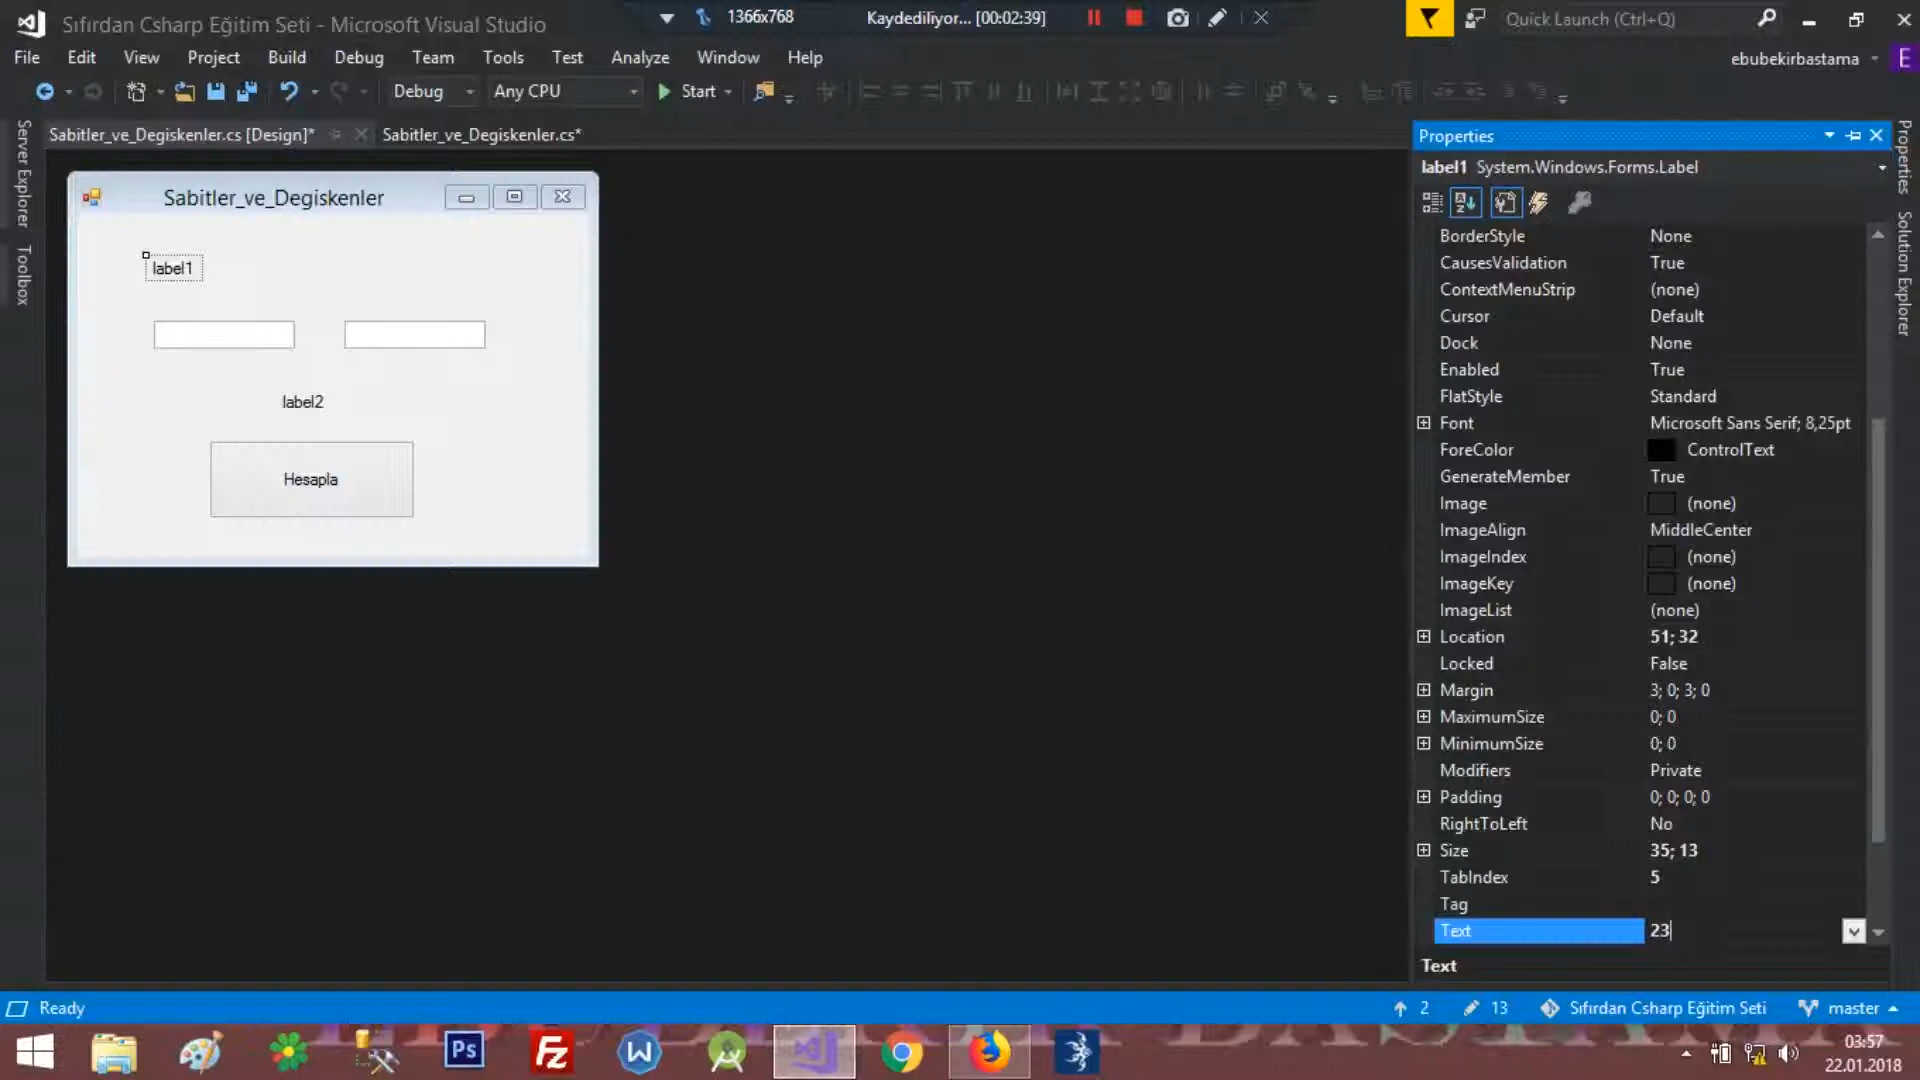 Sıfırdan Csharp Eğitim Seti - Microsoft Visual Studio
1366x768
Kaydediliyor... [00:02:39]
Quick Launch (Ctrl+Q)
File Edit View Project Build Debug Team Tools Test Analyze Window Help
ebubekirbastama
E
Debug
Any CPU
Start
Sabitler_ve_Degiskenler.cs [Design]*
Sabitler_ve_Degiskenler.cs*
Server Explorer
Toolbox
Sabitler_ve_Degiskenler
label1
label2
Hesapla
Properties
label1 System.Windows.Forms.Label
BorderStyle None
CausesValidation True
ContextMenuStrip (none)
Cursor Default
Dock None
Enabled True
FlatStyle Standard
Font Microsoft Sans Serif; 8,25pt
ForeColor ControlText
GenerateMember True
Image (none)
ImageAlign MiddleCenter
ImageIndex (none)
ImageKey (none)
ImageList (none)
Location 51; 32
Locked False
Margin 3; 0; 3; 0
MaximumSize 0; 0
MinimumSize 0; 0
Modifiers Private
Padding 0; 0; 0; 0
RightToLeft No
Size 35; 13
TabIndex 5
Tag
Text 23
Text
Properties
Solution Explorer
Ready
2
13
Sıfırdan Csharp Eğitim Seti
master
Ps
Fz
W
03:57
22.01.2018